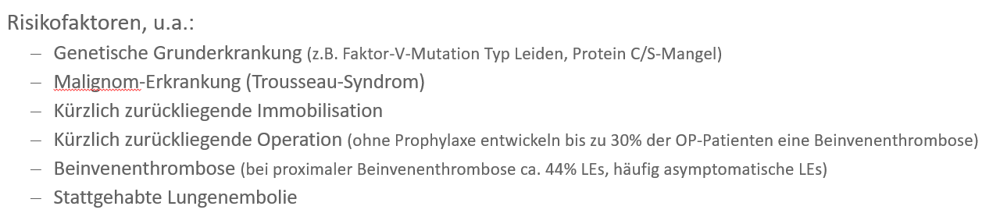 Risikofaktoren, u.a.:
– Genetische Grunderkrankung (z.B. Faktor-V-Mutation Typ Leiden, Protein C/S-Mangel)
– Malignom-Erkrankung (Trousseau-Syndrom)
– Kürzlich zurückliegende Immobilisation
– Kürzlich zurückliegende Operation (ohne Prophylaxe entwickeln bis zu 30% der OP-Patienten eine Beinvenenthrombose)
– Beinvenenthrombose (bei proximaler Beinvenenthrombose ca. 44% LEs, häufig asymptomatische LEs)
– Stattgehabte Lungenembolie